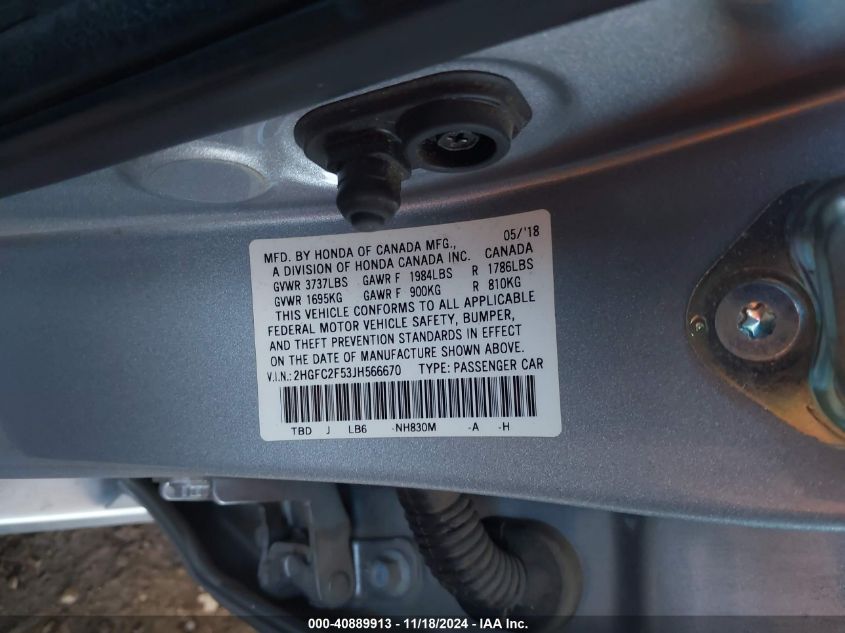 05/'18
MFD. BY HONDA OF CANADA MFG.,
A DIVISION OF HONDA CANADA INC. CANADA
GVWR 3737LBS GAWR F 1984LBS R 1786LBS
GVWR 1695KG GAWR F 900KG R 810KG
THIS VEHICLE CONFORMS TO ALL APPLICABLE
FEDERAL MOTOR VEHICLE SAFETY, BUMPER,
AND THEFT PREVENTION STANDARDS IN EFFECT
ON THE DATE OF MANUFACTURE SHOWN ABOVE.
V.I.N.:2HGFC2F53JH566670 TYPE: PASSENGER CAR
TBD J LB6 -NH830M -A -H
000-40889913 - 11/18/2024 - IAA Inc.